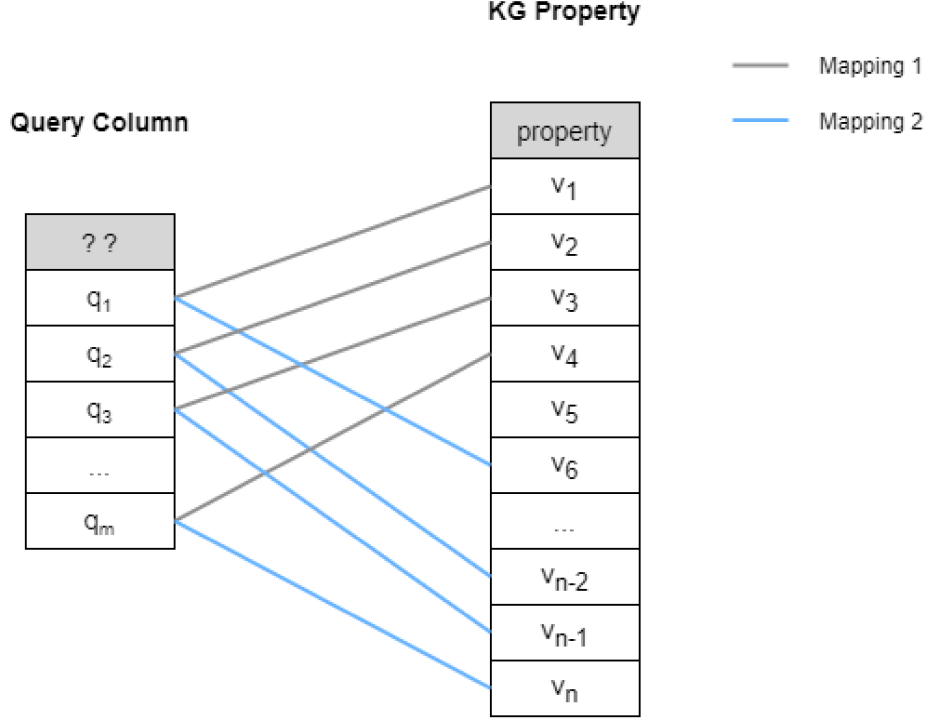 KG Property
Mapping 1
Query Column
Mapping 2
property
v1
v2
? ?
v3
q1
v4
q2
v5
q3
v6
...
...
qm
vn-2
vn-1
vn